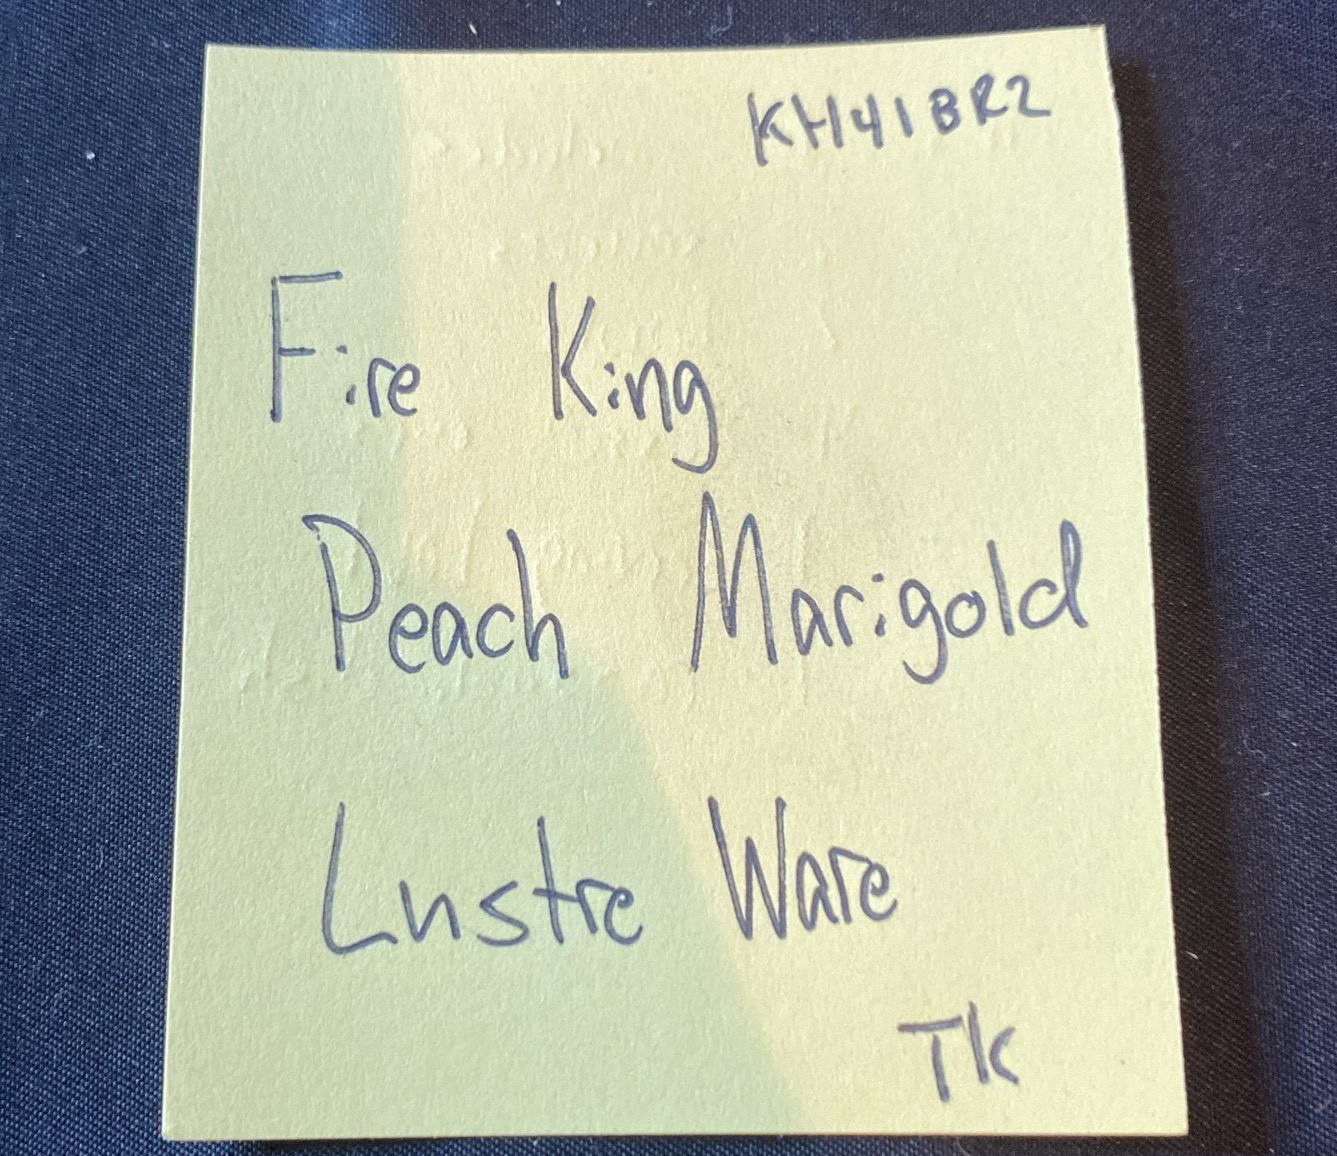 KH41BR2
Fire King
Peach Marigold
Lustre Ware
TK